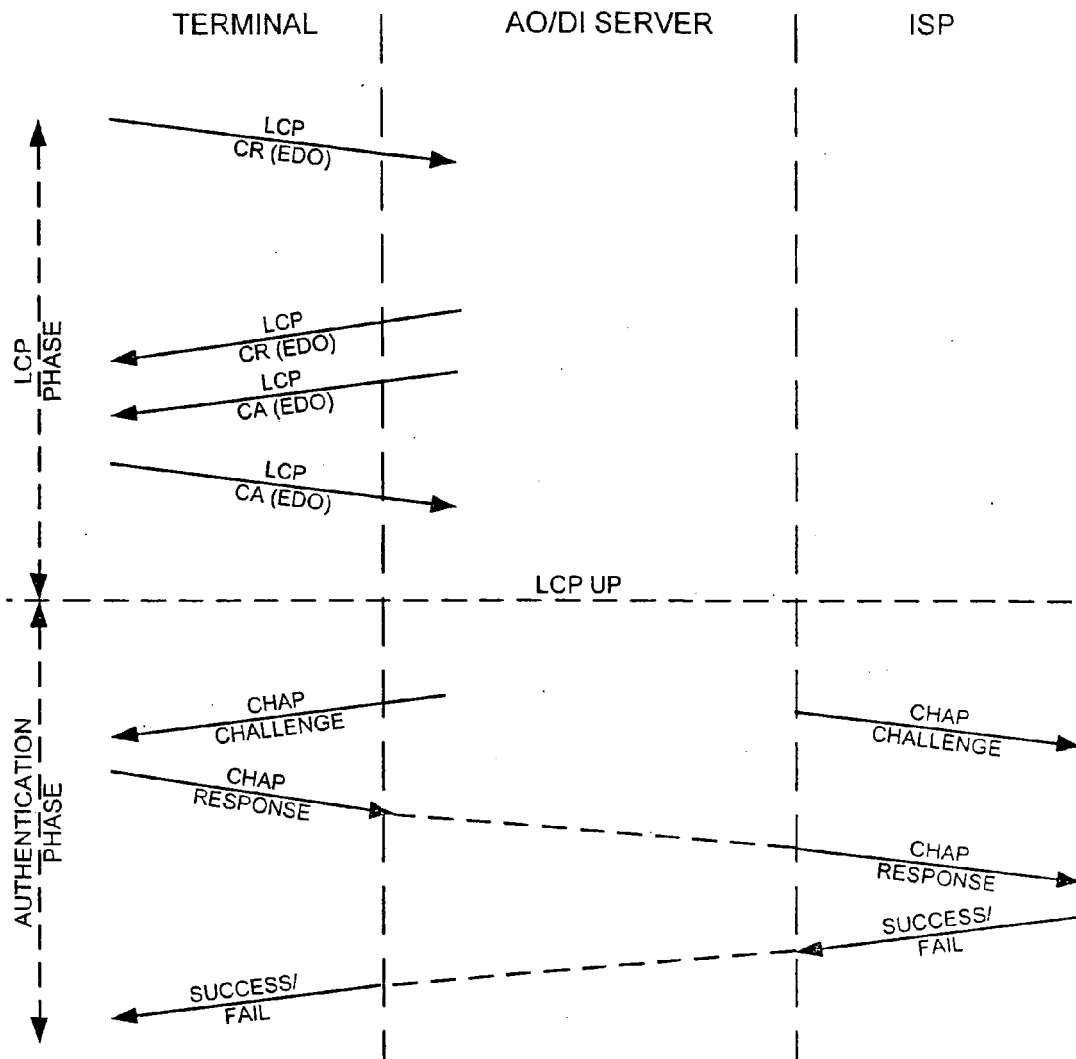 TERMINAL
AO/DI SERVER
ISP
LCP
CR (EDO)
LCP
CR (EDO)
LCP
CA (EDO)
LCP
CA (EDO)
LCP
PHASE
LCP UP
CHAP
CHALLENGE
CHAP
CHALLENGE
CHAP
RESPONSE
CHAP
RESPONSE
SUCCESS/
FAIL
SUCCESS/
FAIL
AUTHENTICATION
PHASE